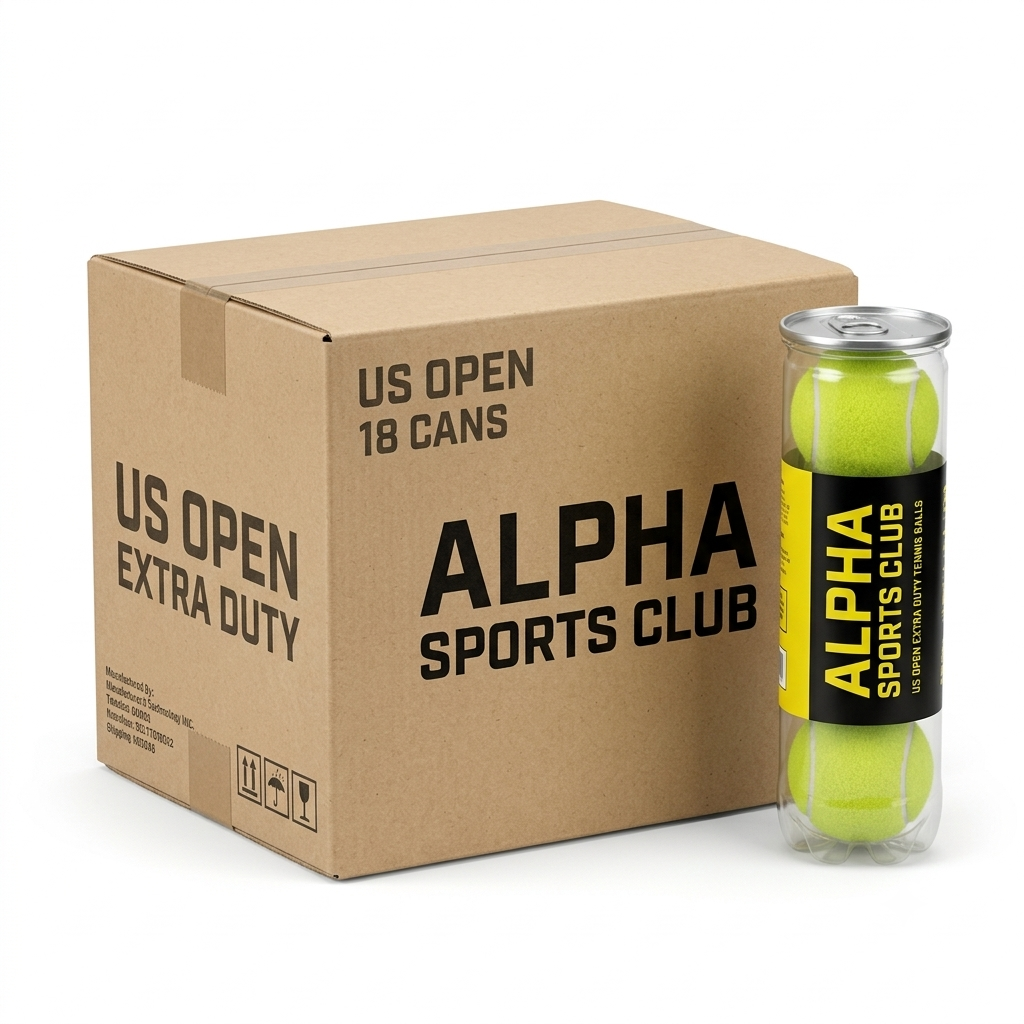 US OPEN
18 CANS
ALPHA
SPORTS CLUB
US OPEN
EXTRA DUTY
Manufactured By:
ALPHA
SPORTS CLUB
US OPEN EXTRA DUTY TENNIS BALLS